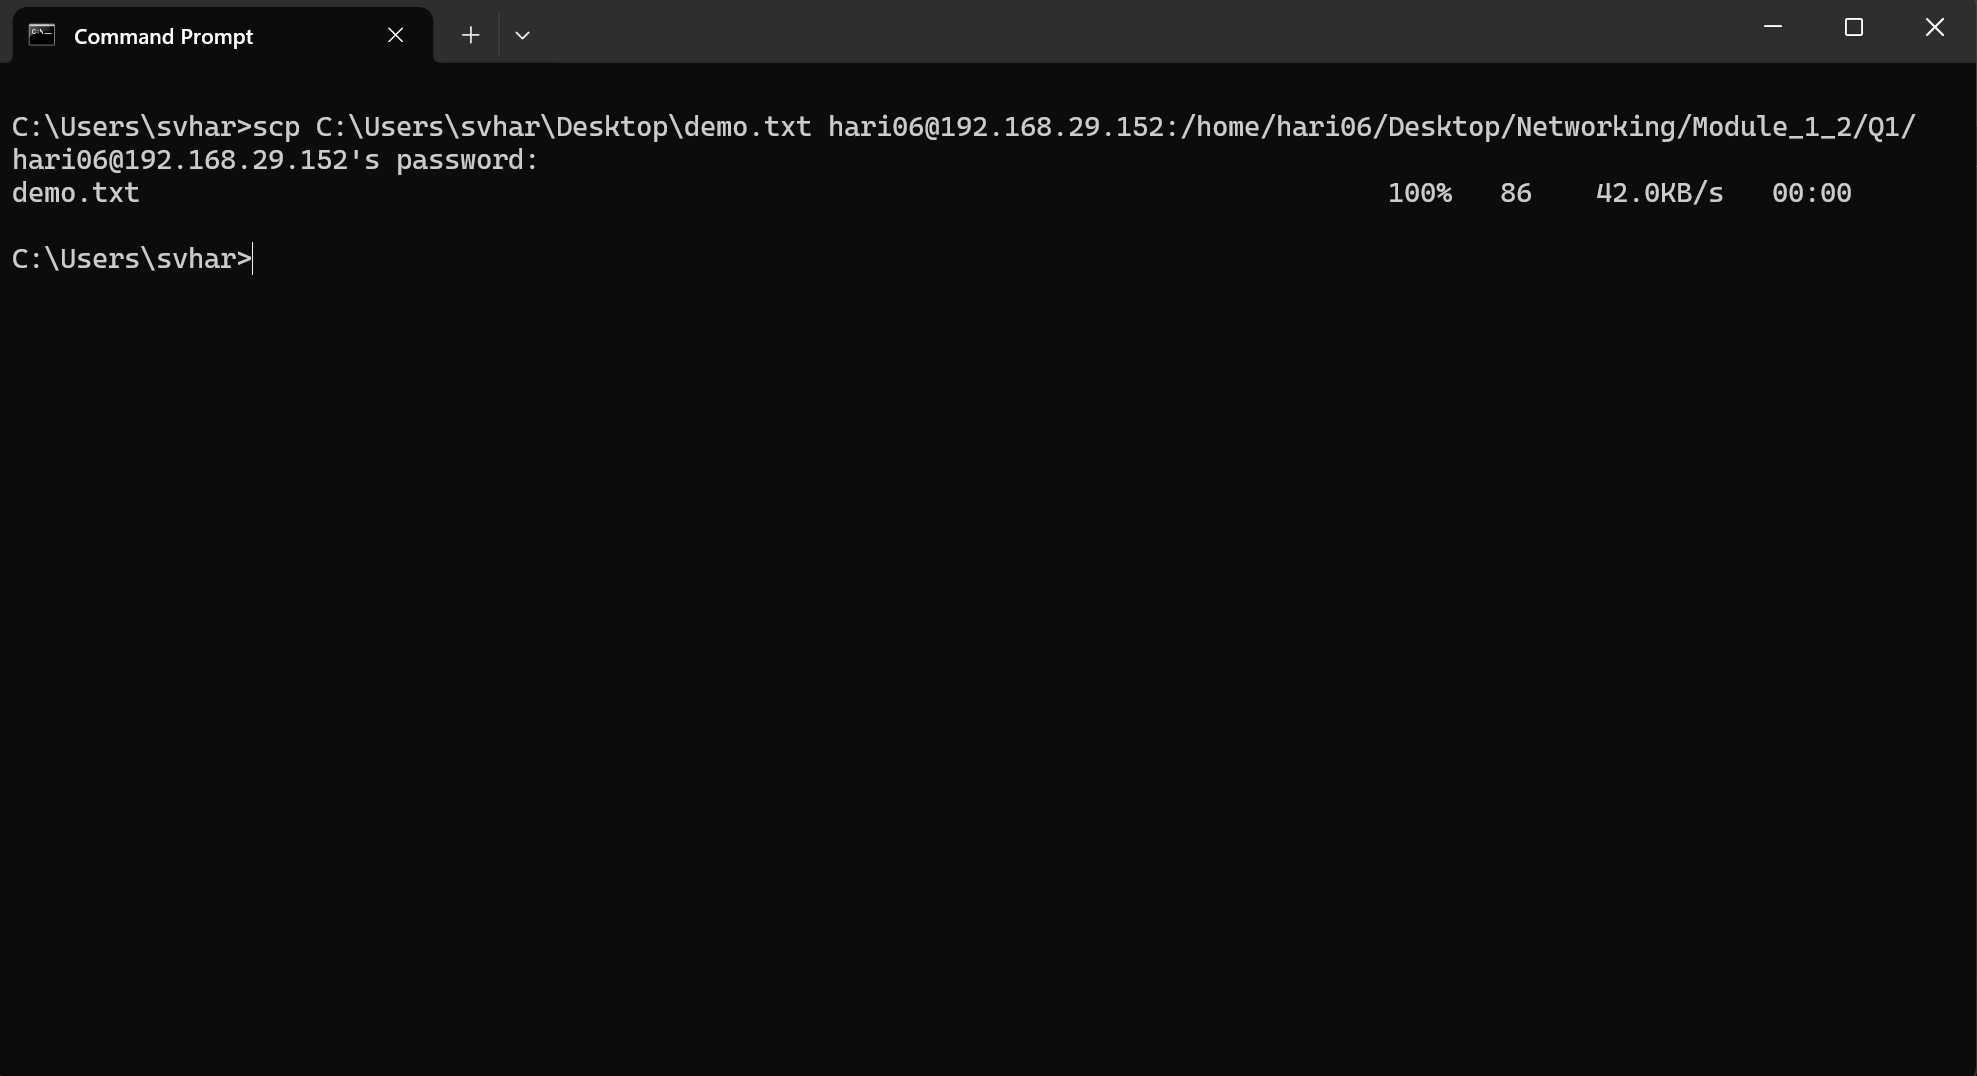 Command Prompt
C:\Users\svhar>scp C:\Users\svhar\Desktop\demo.txt hari06@192.168.29.152:/home/hari06/Desktop/Networking/Module_1_2/Q1/
hari06@192.168.29.152's password:
demo.txt 100% 86 42.0KB/s 00:00
C:\Users\svhar>